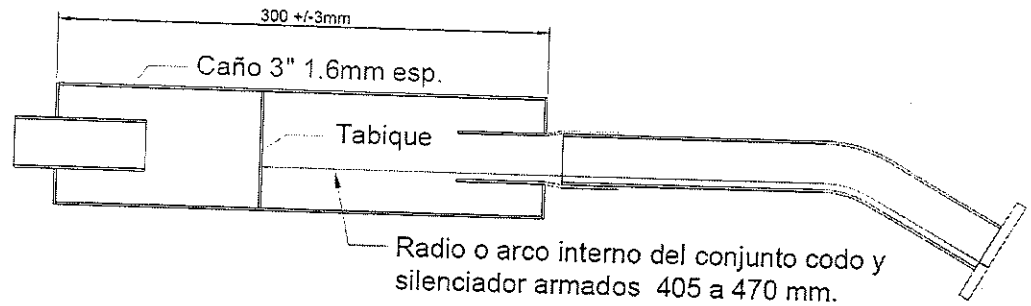 300 +/-3mm
Caño 3" 1.6mm esp.
Tabique
Radio o arco interno del conjunto codo y
silenciador armados 405 a 470 mm.